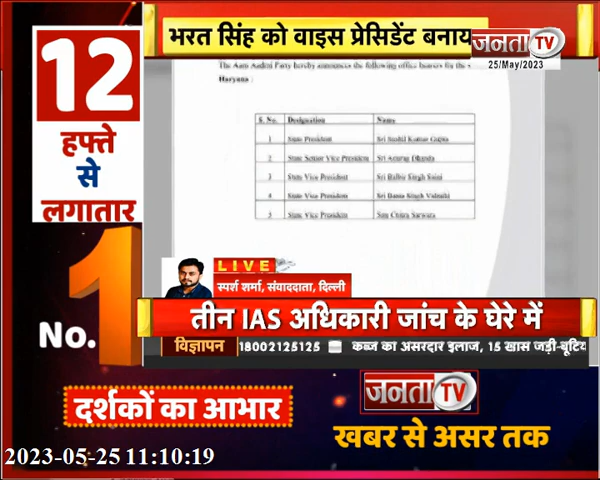 भरत सिंह को वाइस प्रेसिडेंट बनाय
जनता TV
25/May/2023
12
हफ्ते
से
लगातार
No.1
The Aam Aadmi Party hereby announces the following office bearers for the
Haryana :
S. No. Designation Name
1 State President Sri Sushil Kumar Gupta
2 State Senior Vice President Sri Anurag Dhanda
3 State Vice President Sri Balbir Singh Saini
4 State Vice President Sri Banta Singh
5 State Vice President Smt Chitra Sarwara
LIVE
स्पर्श शर्मा, संवाददाता, दिल्ली
तीन IAS अधिकारी जांच के घेरे में
विज्ञापन 18002125125 कब्ज का असरदार इलाज, 15 खास जड़ी-बूटिय
दर्शकों का आभार
जनता TV
खबर से असर तक
2023-05-25 11:10:19